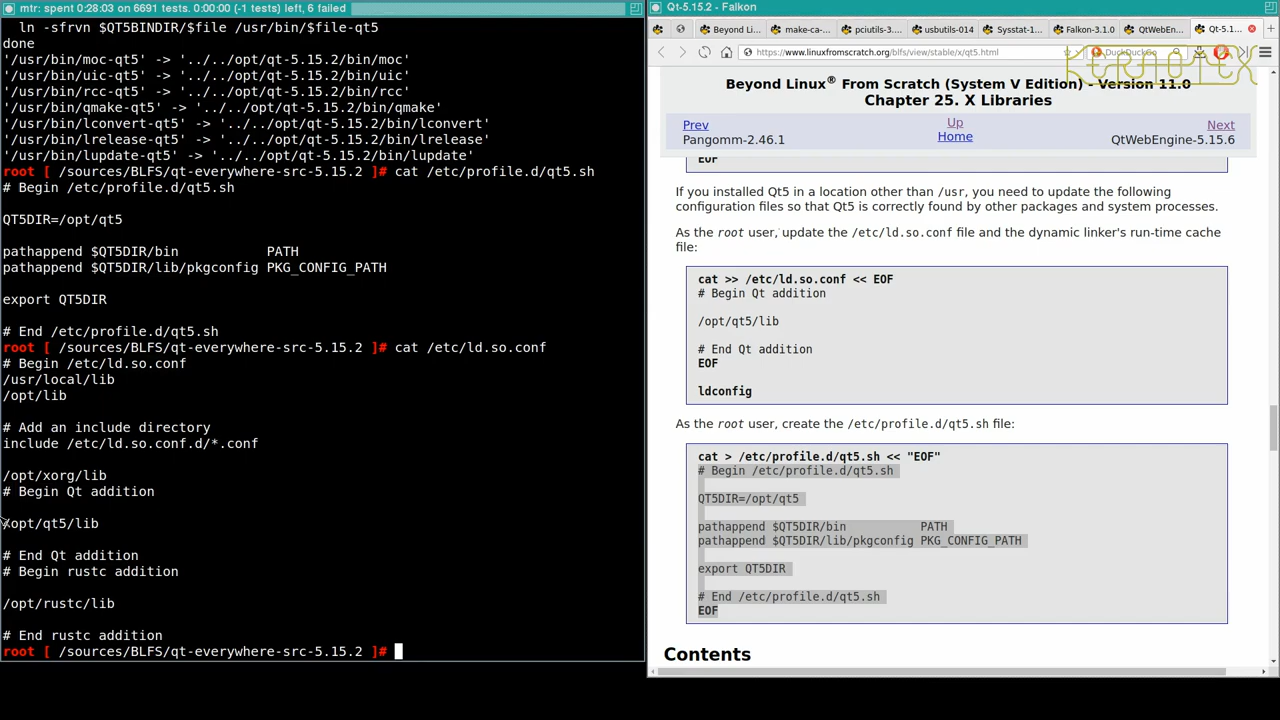 mtr: spent 0:28:03 on 6691 tests. 0:00:00 (-1 tests) left, 6 failed
ln -sfrvn $QT5BINDIR/$file /usr/bin/$file-qt5
done
'/usr/bin/moc-qt5' -> '../../opt/qt-5.15.2/bin/moc'
'/usr/bin/uic-qt5' -> '../../opt/qt-5.15.2/bin/uic'
'/usr/bin/rcc-qt5' -> '../../opt/qt-5.15.2/bin/rcc'
'/usr/bin/qmake-qt5' -> '../../opt/qt-5.15.2/bin/qmake'
'/usr/bin/lconvert-qt5' -> '../../opt/qt-5.15.2/bin/lconvert'
'/usr/bin/lrelease-qt5' -> '../../opt/qt-5.15.2/bin/lrelease'
'/usr/bin/lupdate-qt5' -> '../../opt/qt-5.15.2/bin/lupdate'
root [ /sources/BLFS/qt-everywhere-src-5.15.2 ]# cat /etc/profile.d/qt5.sh
# Begin /etc/profile.d/qt5.sh
QT5DIR=/opt/qt5
pathappend $QT5DIR/bin           PATH
pathappend $QT5DIR/lib/pkgconfig PKG_CONFIG_PATH
export QT5DIR
# End /etc/profile.d/qt5.sh
root [ /sources/BLFS/qt-everywhere-src-5.15.2 ]# cat /etc/ld.so.conf
# Begin /etc/ld.so.conf
/usr/local/lib
/opt/lib
# Add an include directory
include /etc/ld.so.conf.d/*.conf
/opt/xorg/lib
# Begin Qt addition
/opt/qt5/lib
# End Qt addition
# Begin rustc addition
/opt/rustc/lib
# End rustc addition
root [ /sources/BLFS/qt-everywhere-src-5.15.2 ]#
Qt-5.15.2 - Falkon
Beyond Li... make-ca-... pciutils-3... usbutils-014 Sysstat-1... Falkon-3.1.0 QtWebEn... Qt-5.1...
https://www.linuxfromscratch.org/blfs/view/stable/x/qt5.html DuckDuckGo
KERNOTEX
Beyond Linux® From Scratch (System V Edition) - Version 11.0
Chapter 25. X Libraries
Prev Up Next
Pangomm-2.46.1 Home QtWebEngine-5.15.6
EOF
If you installed Qt5 in a location other than /usr, you need to update the following
configuration files so that Qt5 is correctly found by other packages and system processes.
As the root user, update the /etc/ld.so.conf file and the dynamic linker's run-time cache
file:
cat >> /etc/ld.so.conf << EOF
# Begin Qt addition
/opt/qt5/lib
# End Qt addition
EOF
ldconfig
As the root user, create the /etc/profile.d/qt5.sh file:
cat > /etc/profile.d/qt5.sh << "EOF"
# Begin /etc/profile.d/qt5.sh
QT5DIR=/opt/qt5
pathappend $QT5DIR/bin           PATH
pathappend $QT5DIR/lib/pkgconfig PKG_CONFIG_PATH
export QT5DIR
# End /etc/profile.d/qt5.sh
EOF
Contents